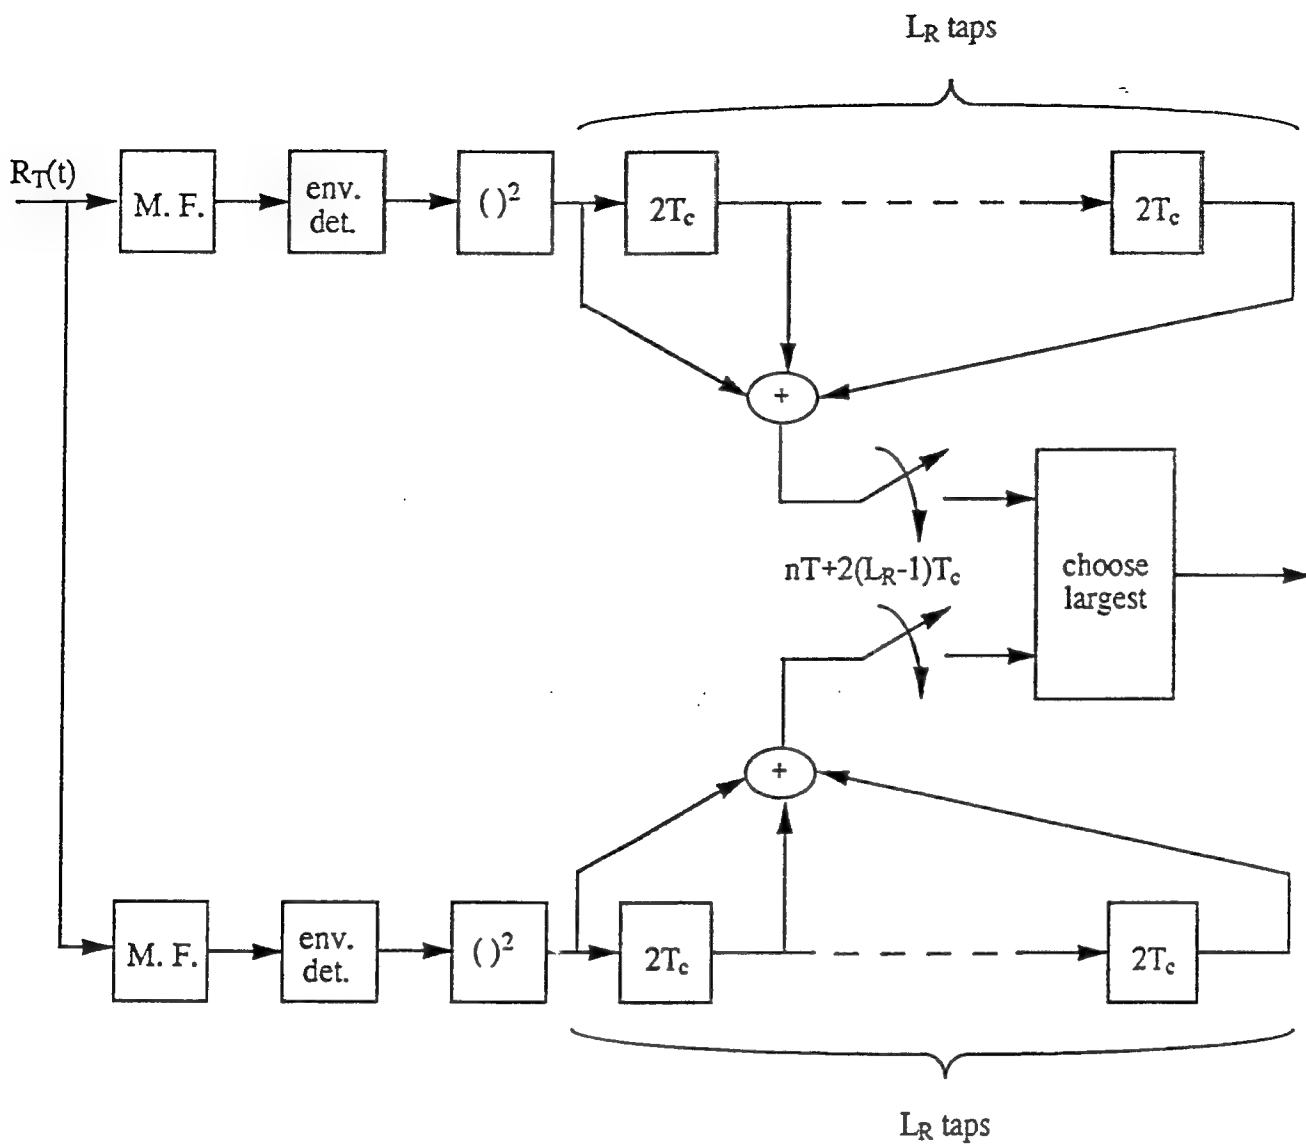 L_R taps
R_T(t)
M. F.
env.
det.
( )²
2T_c
2T_c
+
nT+2(L_R-1)T_c
choose
largest
+
M. F.
env.
det.
( )²
2T_c
2T_c
L_R taps